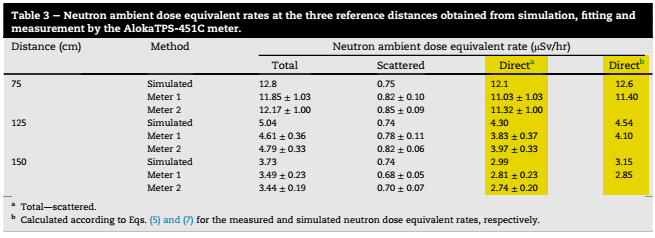 Table 3 – Neutron ambient dose equivalent rates at the three reference distances obtained from simulation, fitting and
measurement by the AlokaTPS-451C meter.
Distance (cm) Method Neutron ambient dose equivalent rate (μSv/hr)
Total Scattered Directᵃ Directᵇ
75 Simulated 12.8 0.75 12.1 12.6
Meter 1 11.85 ± 1.03 0.82 ± 0.10 11.03 ± 1.03 11.40
Meter 2 12.17 ± 1.00 0.85 ± 0.09 11.32 ± 1.00
125 Simulated 5.04 0.74 4.30 4.54
Meter 1 4.61 ± 0.36 0.78 ± 0.11 3.83 ± 0.37 4.10
Meter 2 4.79 ± 0.33 0.82 ± 0.06 3.97 ± 0.33
150 Simulated 3.73 0.74 2.99 3.15
Meter 1 3.49 ± 0.23 0.68 ± 0.05 2.81 ± 0.23 2.85
Meter 2 3.44 ± 0.19 0.70 ± 0.07 2.74 ± 0.20
ᵃ Total—scattered.
ᵇ Calculated according to Eqs. (5) and (7) for the measured and simulated neutron dose equivalent rates, respectively.